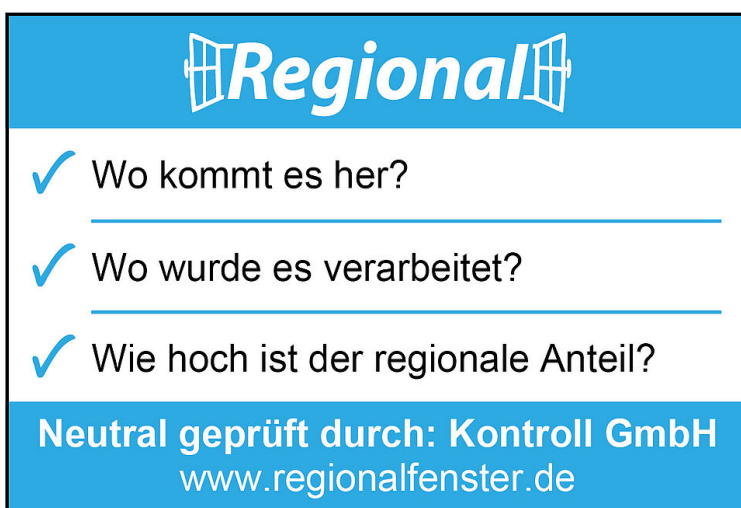 Regional
Wo kommt es her?
Wo wurde es verarbeitet?
Wie hoch ist der regionale Anteil?
Neutral geprüft durch: Kontroll GmbH
www.regionalfenster.de